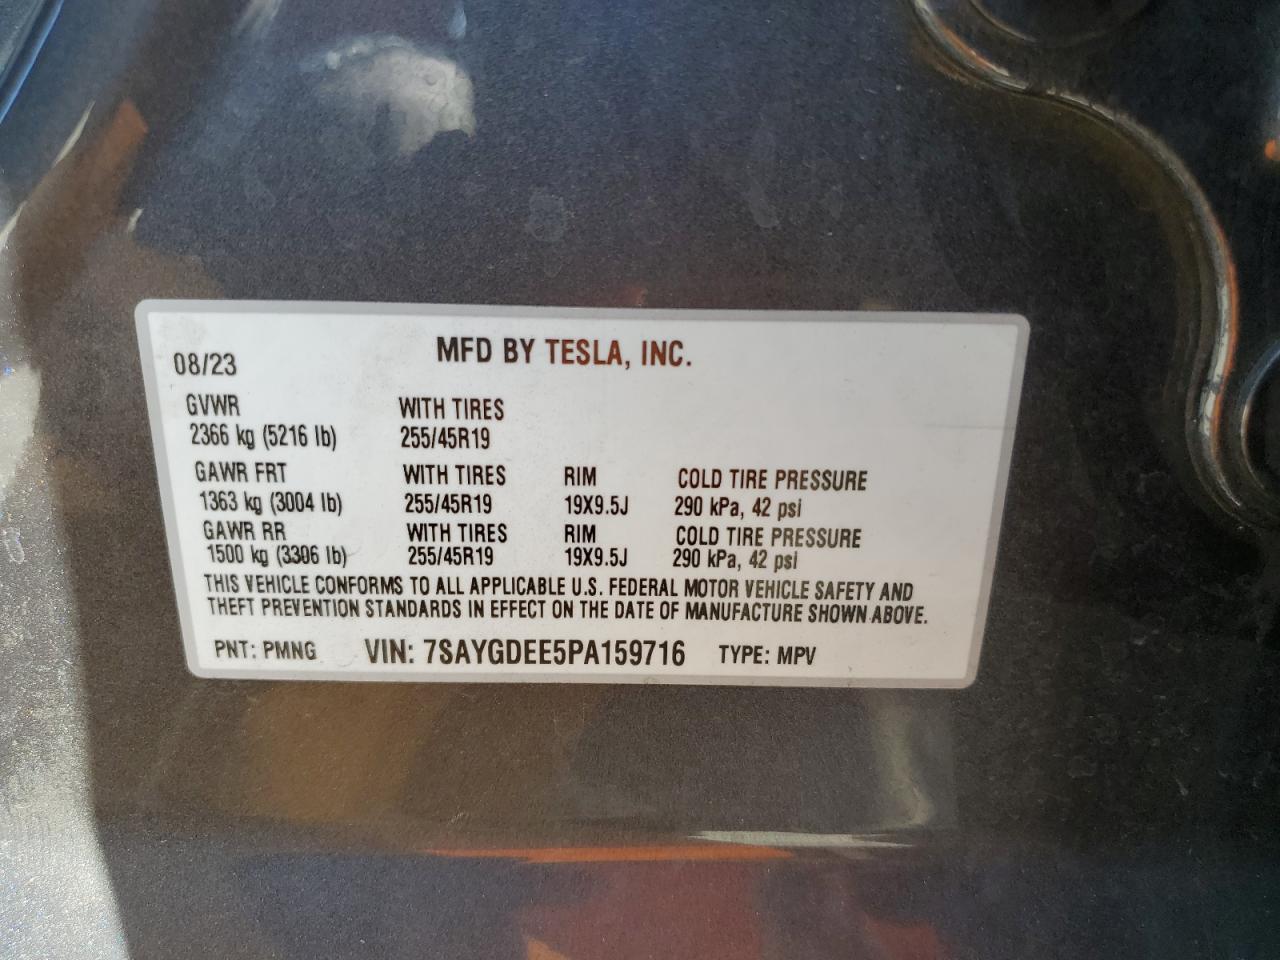 08/23 MFD BY TESLA, INC.
GVWR WITH TIRES
2366 kg (5216 lb) 255/45R19
GAWR FRT WITH TIRES RIM COLD TIRE PRESSURE
1363 kg (3004 lb) 255/45R19 19X9.5J 290 kPa, 42 psi
GAWR RR WITH TIRES RIM COLD TIRE PRESSURE
1500 kg (3306 lb) 255/45R19 19X9.5J 290 kPa, 42 psi
THIS VEHICLE CONFORMS TO ALL APPLICABLE U.S. FEDERAL MOTOR VEHICLE SAFETY AND
THEFT PREVENTION STANDARDS IN EFFECT ON THE DATE OF MANUFACTURE SHOWN ABOVE.
PNT: PMNG VIN: 7SAYGDEE5PA159716 TYPE: MPV